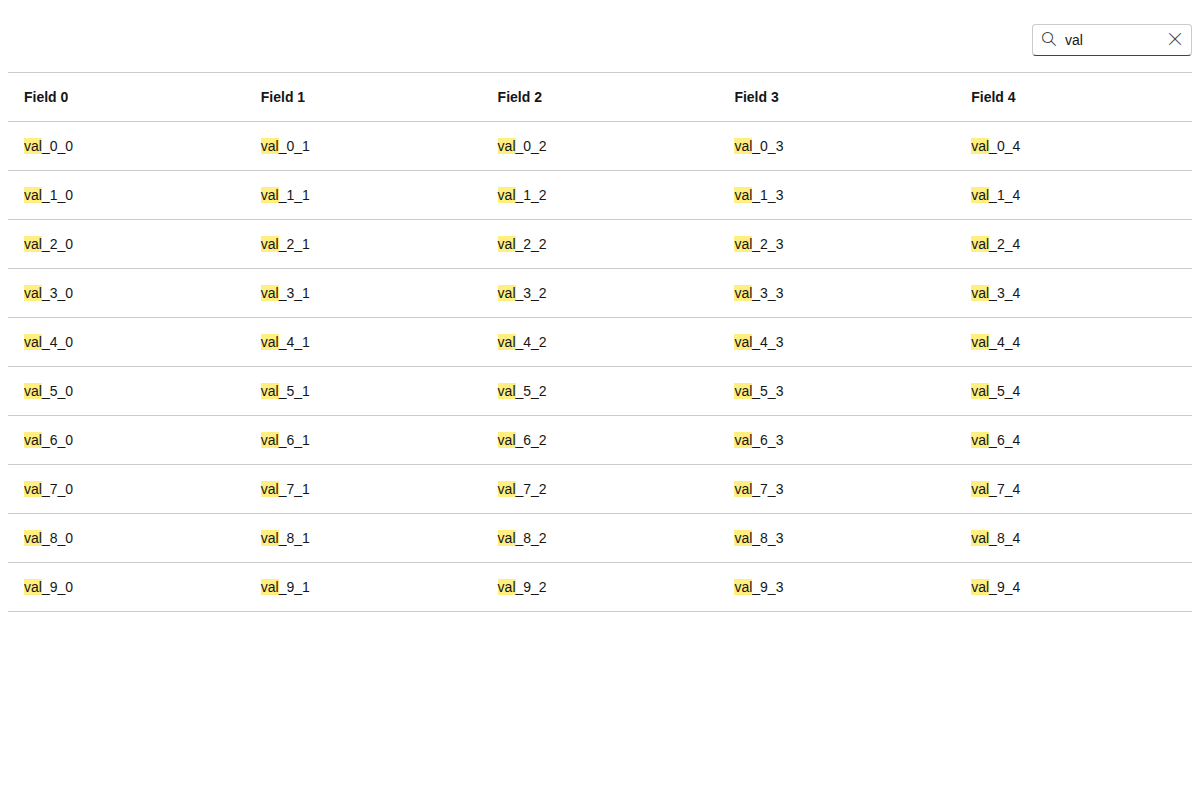 val
Field 0 Field 1 Field 2 Field 3 Field 4
val_0_0 val_0_1 val_0_2 val_0_3 val_0_4
val_1_0 val_1_1 val_1_2 val_1_3 val_1_4
val_2_0 val_2_1 val_2_2 val_2_3 val_2_4
val_3_0 val_3_1 val_3_2 val_3_3 val_3_4
val_4_0 val_4_1 val_4_2 val_4_3 val_4_4
val_5_0 val_5_1 val_5_2 val_5_3 val_5_4
val_6_0 val_6_1 val_6_2 val_6_3 val_6_4
val_7_0 val_7_1 val_7_2 val_7_3 val_7_4
val_8_0 val_8_1 val_8_2 val_8_3 val_8_4
val_9_0 val_9_1 val_9_2 val_9_3 val_9_4